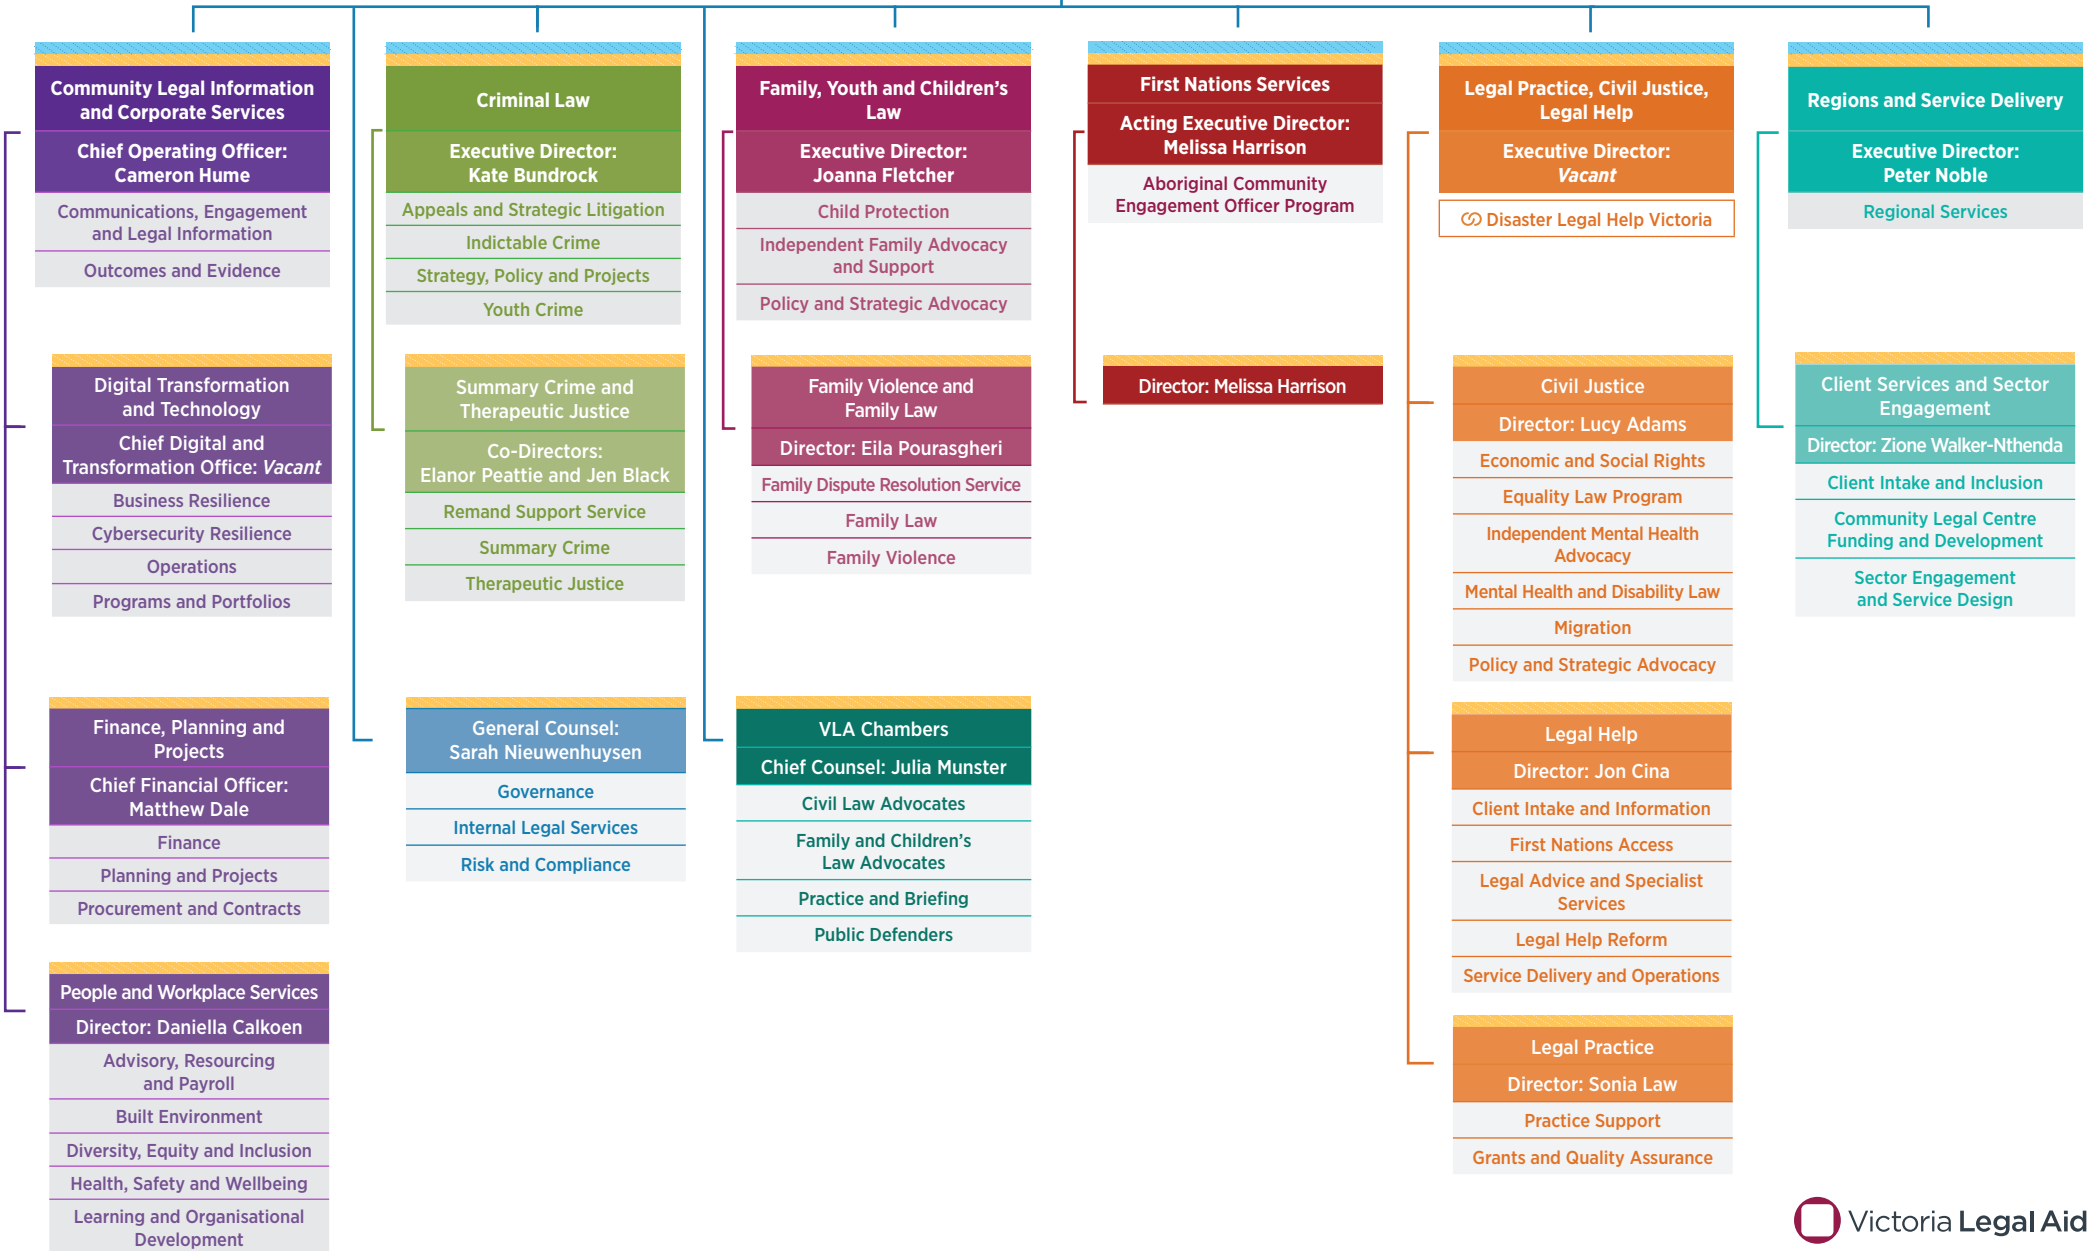 Community Legal Information
and Corporate Services
Chief Operating Officer:
Cameron Hume
Communications, Engagement
and Legal Information
Outcomes and Evidence
Digital Transformation
and Technology
Chief Digital and
Transformation Office: Vacant
Business Resilience
Cybersecurity Resilience
Operations
Programs and Portfolios
Finance, Planning and
Projects
Chief Financial Officer:
Matthew Dale
Finance
Planning and Projects
Procurement and Contracts
People and Workplace Services
Director: Daniella Calkoen
Advisory, Resourcing
and Payroll
Built Environment
Diversity, Equity and Inclusion
Health, Safety and Wellbeing
Learning and Organisational
Development
Criminal Law
Executive Director:
Kate Bundrock
Appeals and Strategic Litigation
Indictable Crime
Strategy, Policy and Projects
Youth Crime
Summary Crime and
Therapeutic Justice
Co-Directors:
Elanor Peattie and Jen Black
Remand Support Service
Summary Crime
Therapeutic Justice
General Counsel:
Sarah Nieuwenhuysen
Governance
Internal Legal Services
Risk and Compliance
Family, Youth and Children's
Law
Executive Director:
Joanna Fletcher
Child Protection
Independent Family Advocacy
and Support
Policy and Strategic Advocacy
Family Violence and
Family Law
Director: Eila Pourasgheri
Family Dispute Resolution Service
Family Law
Family Violence
VLA Chambers
Chief Counsel: Julia Munster
Civil Law Advocates
Family and Children's
Law Advocates
Practice and Briefing
Public Defenders
First Nations Services
Acting Executive Director:
Melissa Harrison
Aboriginal Community
Engagement Officer Program
Director: Melissa Harrison
Legal Practice, Civil Justice,
Legal Help
Executive Director:
Vacant
Disaster Legal Help Victoria
Civil Justice
Director: Lucy Adams
Economic and Social Rights
Equality Law Program
Independent Mental Health
Advocacy
Mental Health and Disability Law
Migration
Policy and Strategic Advocacy
Legal Help
Director: Jon Cina
Client Intake and Information
First Nations Access
Legal Advice and Specialist
Services
Legal Help Reform
Service Delivery and Operations
Legal Practice
Director: Sonia Law
Practice Support
Grants and Quality Assurance
Regions and Service Delivery
Executive Director:
Peter Noble
Regional Services
Client Services and Sector
Engagement
Director: Zione Walker-Nthenda
Client Intake and Inclusion
Community Legal Centre
Funding and Development
Sector Engagement
and Service Design
Victoria Legal Aid